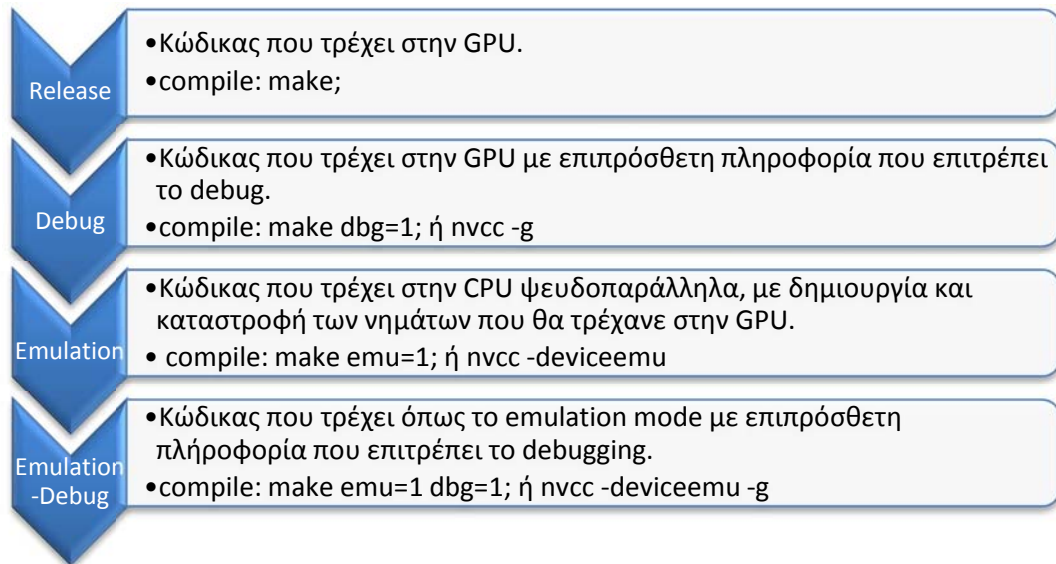 Release
•Κώδικας που τρέχει στην GPU.
•compile: make;
Debug
•Κώδικας που τρέχει στην GPU με επιπρόσθετη πληροφορία που επιτρέπει
το debug.
•compile: make dbg=1; ή nvcc -g
Emulation
•Κώδικας που τρέχει στην CPU ψευδοπαράλληλα, με δημιουργία και
καταστροφή των νημάτων που θα τρέχανε στην GPU.
• compile: make emu=1; ή nvcc -deviceemu
Emulation
-Debug
•Κώδικας που τρέχει όπως το emulation mode με επιπρόσθετη
πλήροφορία που επιτρέπει το debugging.
•compile: make emu=1 dbg=1; ή nvcc -deviceemu -g